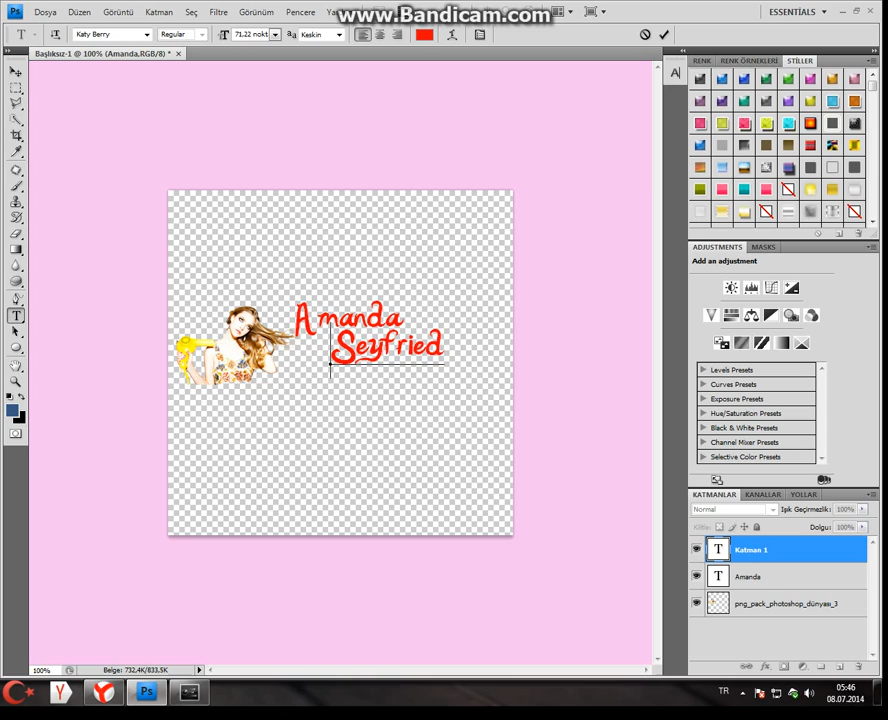 Dosya Düzen Görüntü Katman Seç Filtre Görünüm Pencere
www.Bandicam.com
ESSENTİALS
Katy Berry Regular 71.22 nokt Keskin
Başlıksız-1 @ 100% (Amanda,RGB/8) *
RENK RENK ÖRNEKLERİ STİLLER
Amanda
Seyfried
ADJUSTMENTS MASKS
Add an adjustment
Levels Presets
Curves Presets
Exposure Presets
Hue/Saturation Presets
Black & White Presets
Channel Mixer Presets
Selective Color Presets
KATMANLAR KANALLAR YOLLAR
Normal Işık Geçirmezlik: 100%
Kilitle: Dolgu: 100%
T Katman 1
T Amanda
png_pack_photoshop_dünyası_3
100% Belge: 732,4K/833,5K
Y Ps TR 05:46
08.07.2014